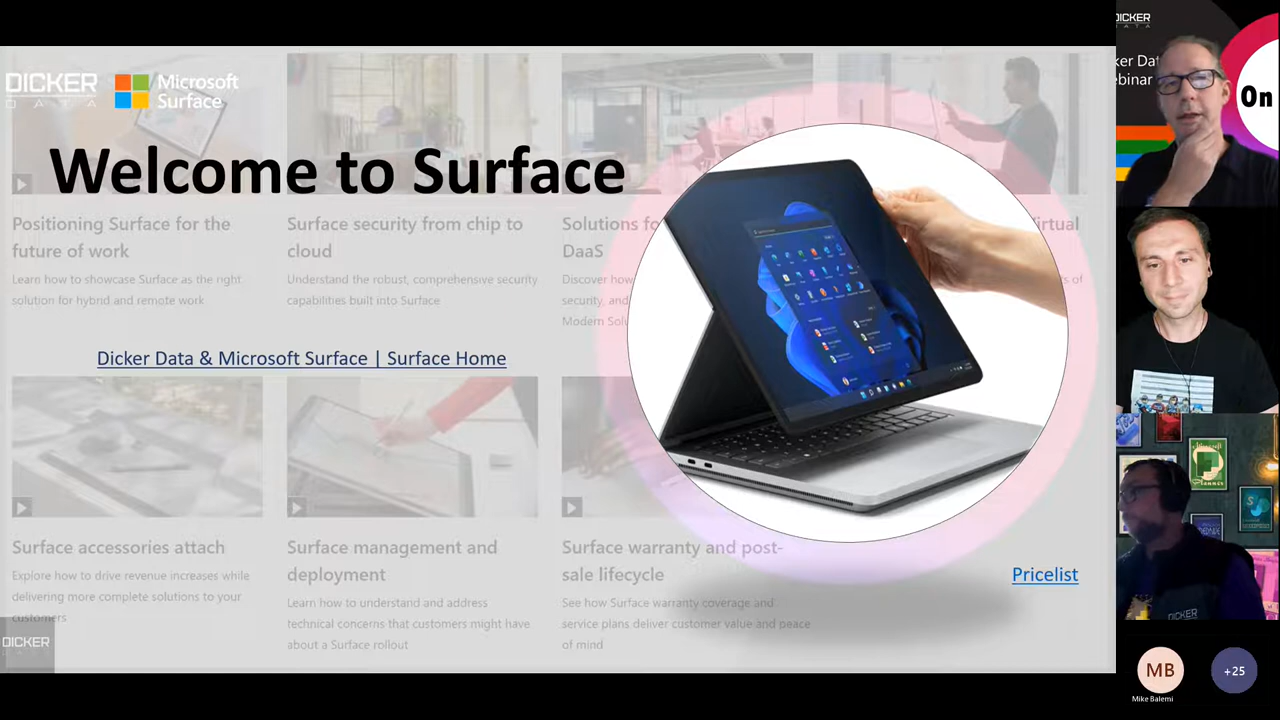 DICKER
DATA
Microsoft
Surface
Welcome to Surface
Positioning Surface for the
future of work
Learn how to showcase Surface as the right
solution for hybrid and remote work
Surface security from chip to
cloud
Understand the robust, comprehensive security
capabilities built into Surface
Solutions fo
DaaS
Discover how
security, and
Modern Solu
irtual
s of
Dicker Data & Microsoft Surface | Surface Home
Surface accessories attach
Explore how to drive revenue increases while
delivering more complete solutions to your
customers
Surface management and
deployment
Learn how to understand and address
technical concerns that customers might have
about a Surface rollout
Surface warranty and post-
sale lifecycle
See how Surface warranty coverage and
service plans deliver customer value and peace
of mind
Pricelist
DICKER
DICKER
DATA
ker Dat
ebinar
On
Planner
DICKER
MB
Mike Balemi
+25